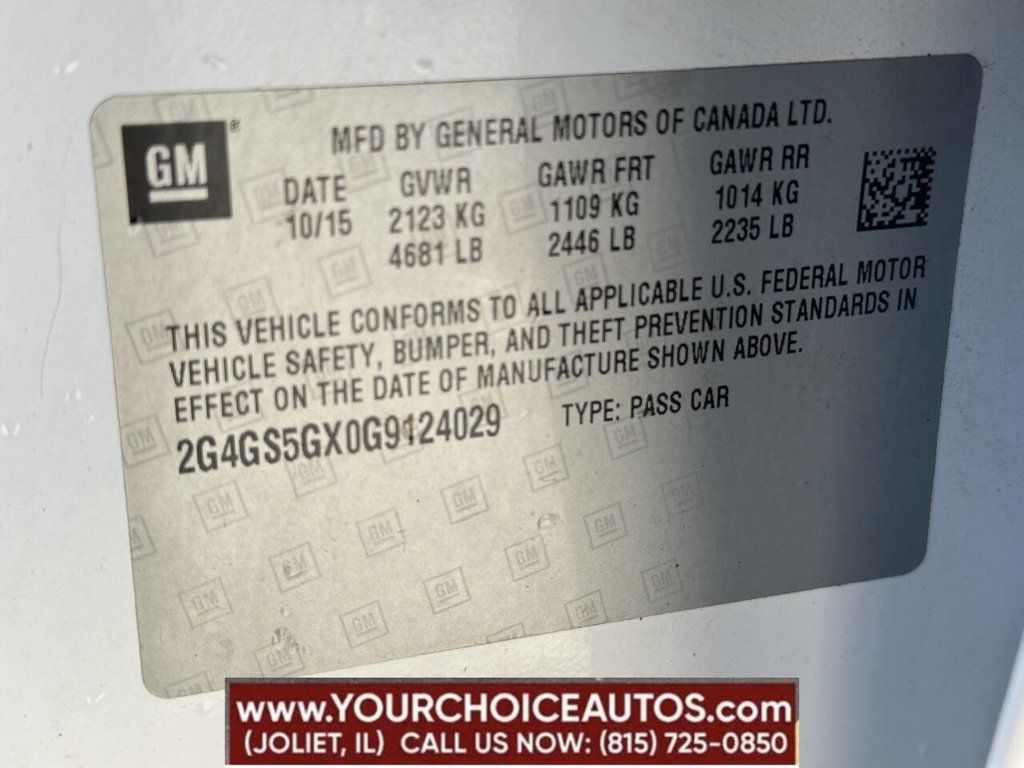 GM®
MFD BY GENERAL MOTORS OF CANADA LTD.
DATE GVWR GAWR FRT GAWR RR
10/15 2123 KG 1109 KG 1014 KG
4681 LB 2446 LB 2235 LB
THIS VEHICLE CONFORMS TO ALL APPLICABLE U.S. FEDERAL MOTOR
VEHICLE SAFETY, BUMPER, AND THEFT PREVENTION STANDARDS IN
EFFECT ON THE DATE OF MANUFACTURE SHOWN ABOVE.
2G4GS5GX0G9124029 TYPE: PASS CAR
www.YOURCHOICEAUTOS.com
(JOLIET, IL) CALL US NOW: (815) 725-0850